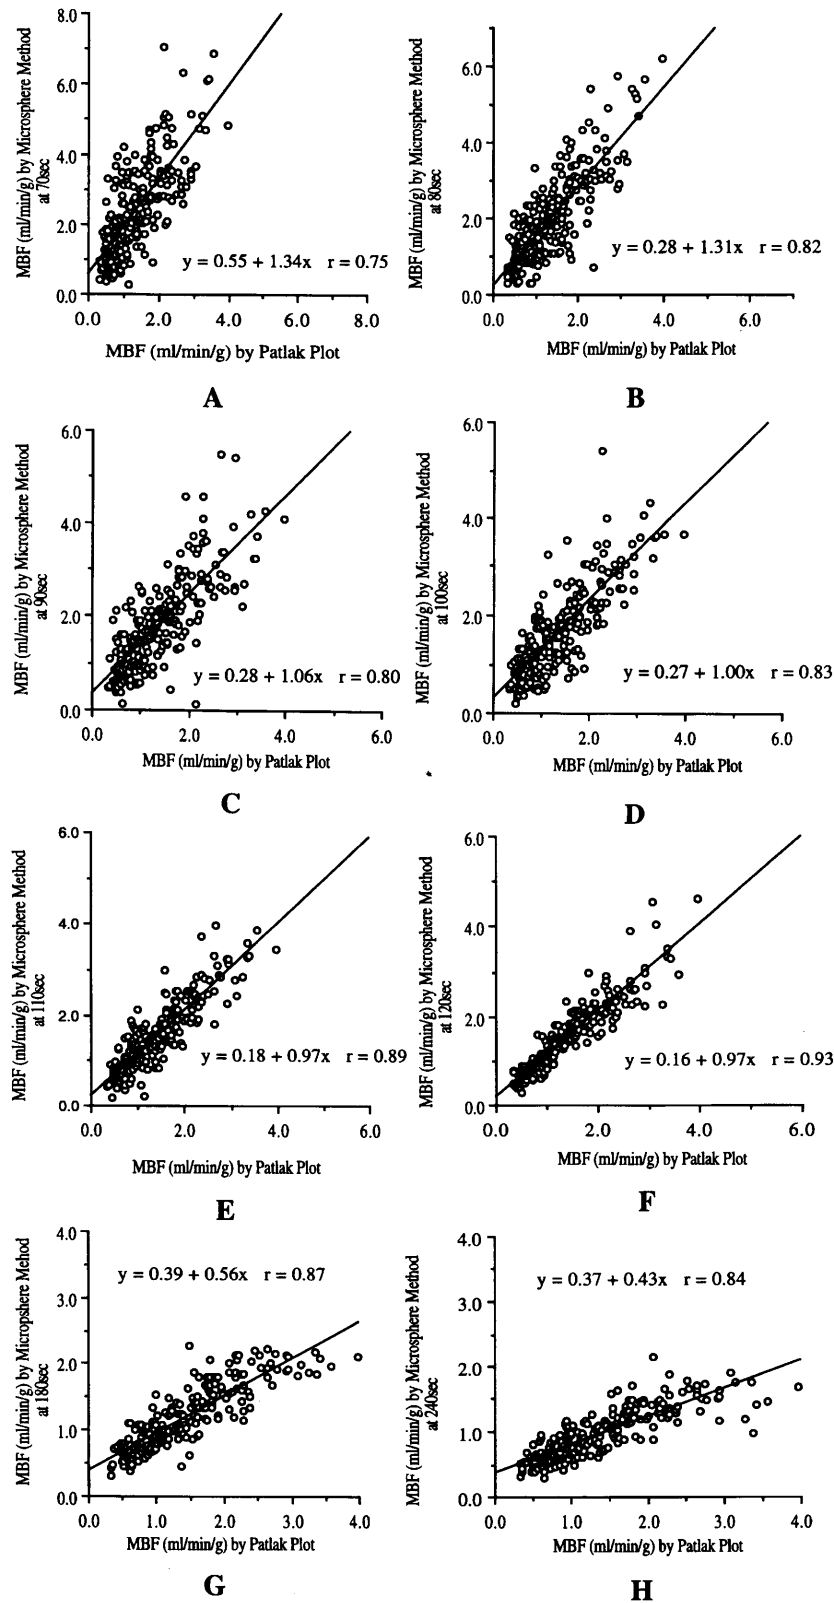 8.0
6.0
4.0
2.0
0.0
MBF (ml/min/g) by Microsphere Method
at 70sec
y = 0.55 + 1.34x r = 0.75
0.0 2.0 4.0 6.0 8.0
MBF (ml/min/g) by Patlak Plot
A
6.0
4.0
2.0
0.0
MBF (ml/min/g) by Microsphere Method
at 80sec
y = 0.28 + 1.31x r = 0.82
0.0 2.0 4.0 6.0
MBF (ml/min/g) by Patlak Plot
B
6.0
4.0
2.0
0.0
MBF (ml/min/g) by Microsphere Method
at 90sec
y = 0.28 + 1.06x r = 0.80
0.0 2.0 4.0 6.0
MBF (ml/min/g) by Patlak Plot
C
6.0
4.0
2.0
0.0
MBF (ml/min/g) by Microsphere Method
at 100sec
y = 0.27 + 1.00x r = 0.83
0.0 2.0 4.0 6.0
MBF (ml/min/g) by Patlak Plot
D
6.0
4.0
2.0
0.0
MBF (ml/min/g) by Microsphere Method
at 110sec
y = 0.18 + 0.97x r = 0.89
0.0 2.0 4.0 6.0
MBF (ml/min/g) by Patlak Plot
E
6.0
4.0
2.0
0.0
MBF (ml/min/g) by Microsphere Method
at 120sec
y = 0.16 + 0.97x r = 0.93
0.0 2.0 4.0 6.0
MBF (ml/min/g) by Patlak Plot
F
4.0
3.0
2.0
1.0
0.0
MBF (ml/min/g) by Micropshere Mehod
at 180sec
y = 0.39 + 0.56x r = 0.87
0.0 1.0 2.0 3.0 4.0
MBF (ml/min/g) by Patlak Plot
G
4.0
3.0
2.0
1.0
0.0
MBF (ml/min/g) by Microsphere Method
at 240sec
y = 0.37 + 0.43x r = 0.84
0.0 1.0 2.0 3.0 4.0
MBF (ml/min/g) by Patlak Plot
H